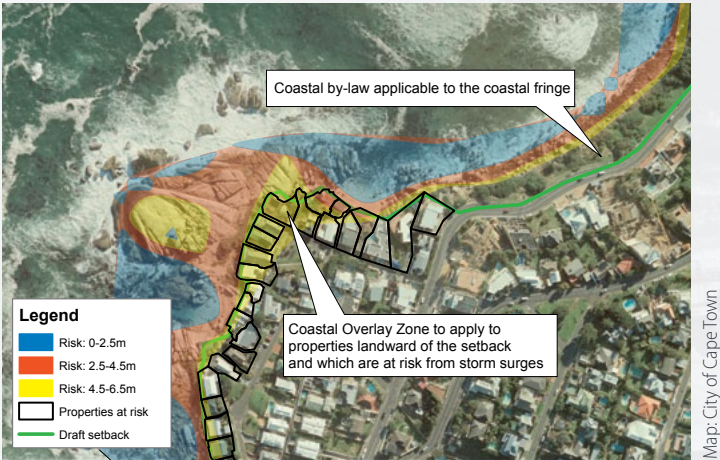 Coastal by-law applicable to the coastal fringe
Coastal Overlay Zone to apply to
properties landward of the setback
and which are at risk from storm surges
Legend
Risk: 0-2.5m
Risk: 2.5-4.5m
Risk: 4.5-6.5m
Properties at risk
Draft setback
Map: City of Cape Town